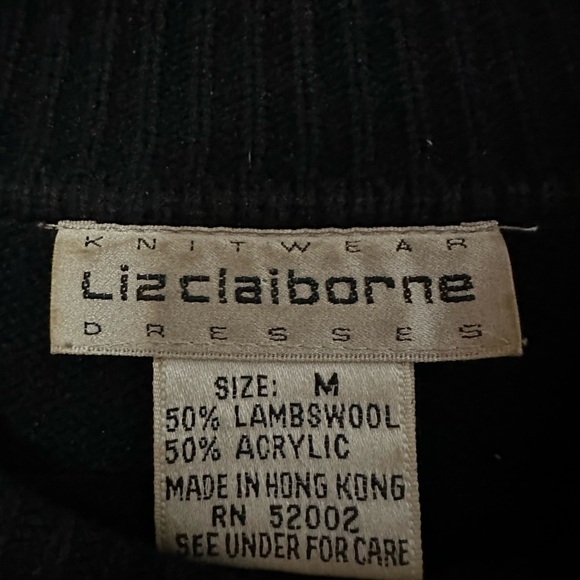 KNITWEAR
Liz claiborne
DRESSES
SIZE: M
50% LAMBSWOOL
50% ACRYLIC
MADE IN HONG KONG
RN 52002
SEE UNDER FOR CARE